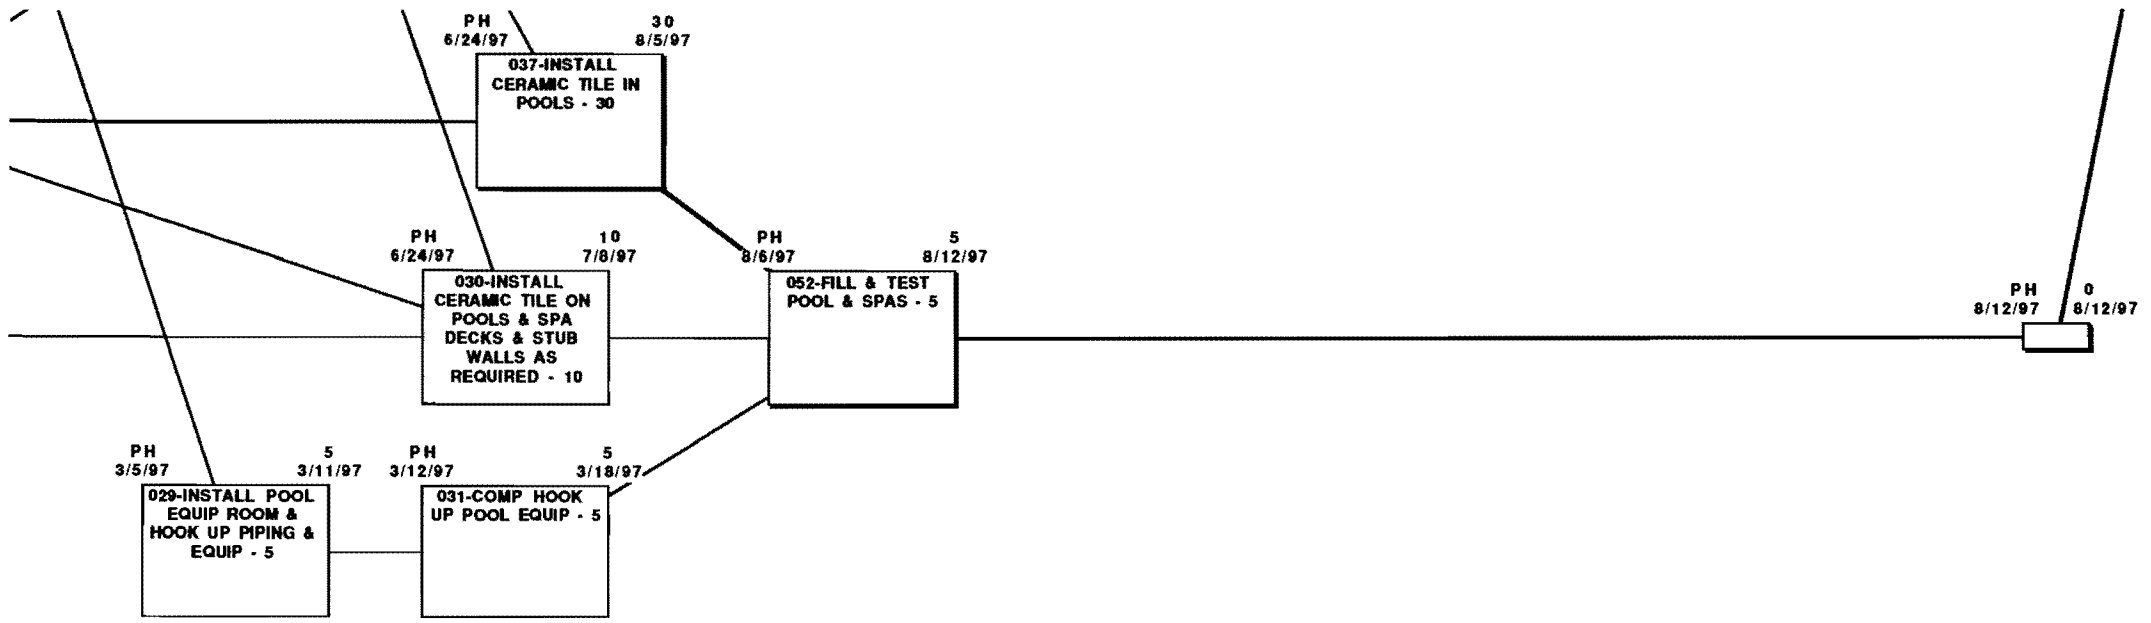 PH 30
6/24/97 8/5/97
037-INSTALL
CERAMIC TILE IN
POOLS - 30
PH 10
6/24/97 7/8/97
030-INSTALL
CERAMIC TILE ON
POOLS & SPA
DECKS & STUB
WALLS AS
REQUIRED - 10
PH 5
8/6/97 8/12/97
052-FILL & TEST
POOL & SPAS - 5
PH 0
8/12/97 8/12/97
PH 5
3/5/97 3/11/97
029-INSTALL POOL
EQUIP ROOM &
HOOK UP PIPING &
EQUIP - 5
PH 5
3/12/97 3/18/97
031-COMP HOOK
UP POOL EQUIP - 5